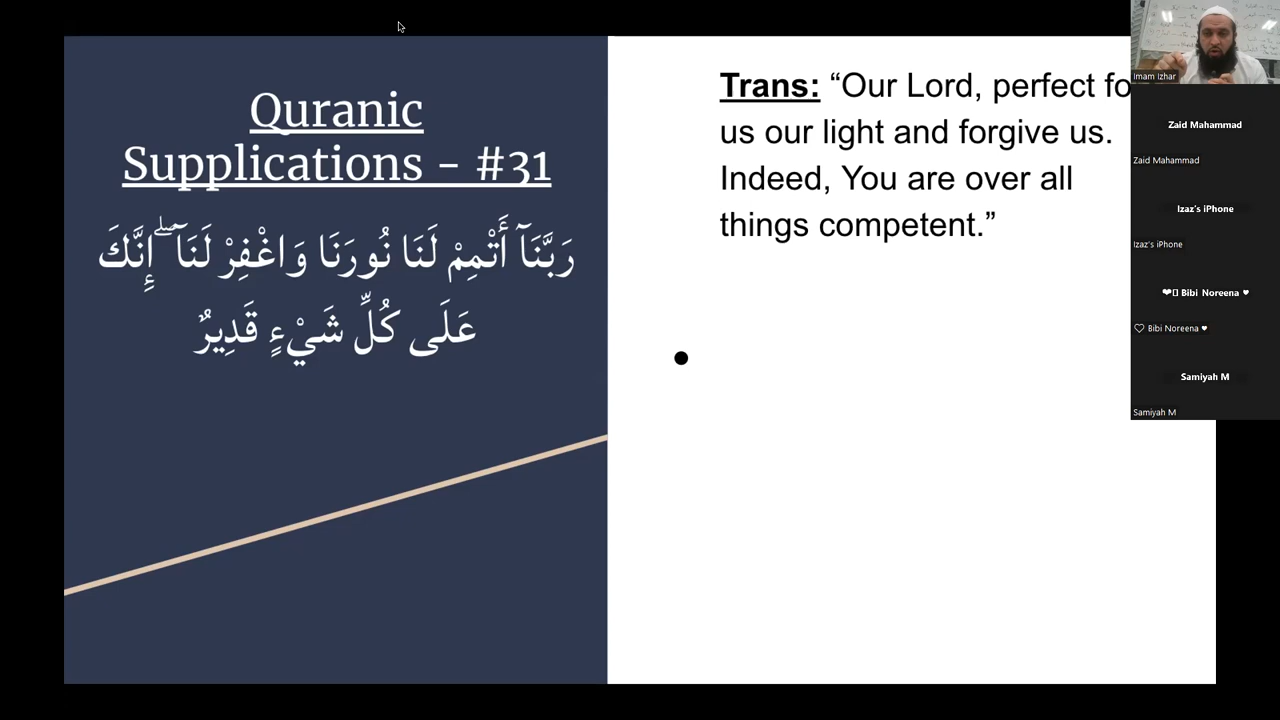 Quranic
Supplications - #31
رَبَّنَآ أَتْمِمْ لَنَا نُورَنَا وَاغْفِرْ لَنَآ ۖ إِنَّكَ
عَلَى كُلِّ شَيْءٍ قَدِيرٌ
Trans: “Our Lord, perfect fo
us our light and forgive us.
Indeed, You are over all
things competent.”
Imam Izhar
Zaid Mahammad
Zaid Mahammad
Izaz's iPhone
Izaz's iPhone
Bibi Noreena
Bibi Noreena
Samiyah M
Samiyah M